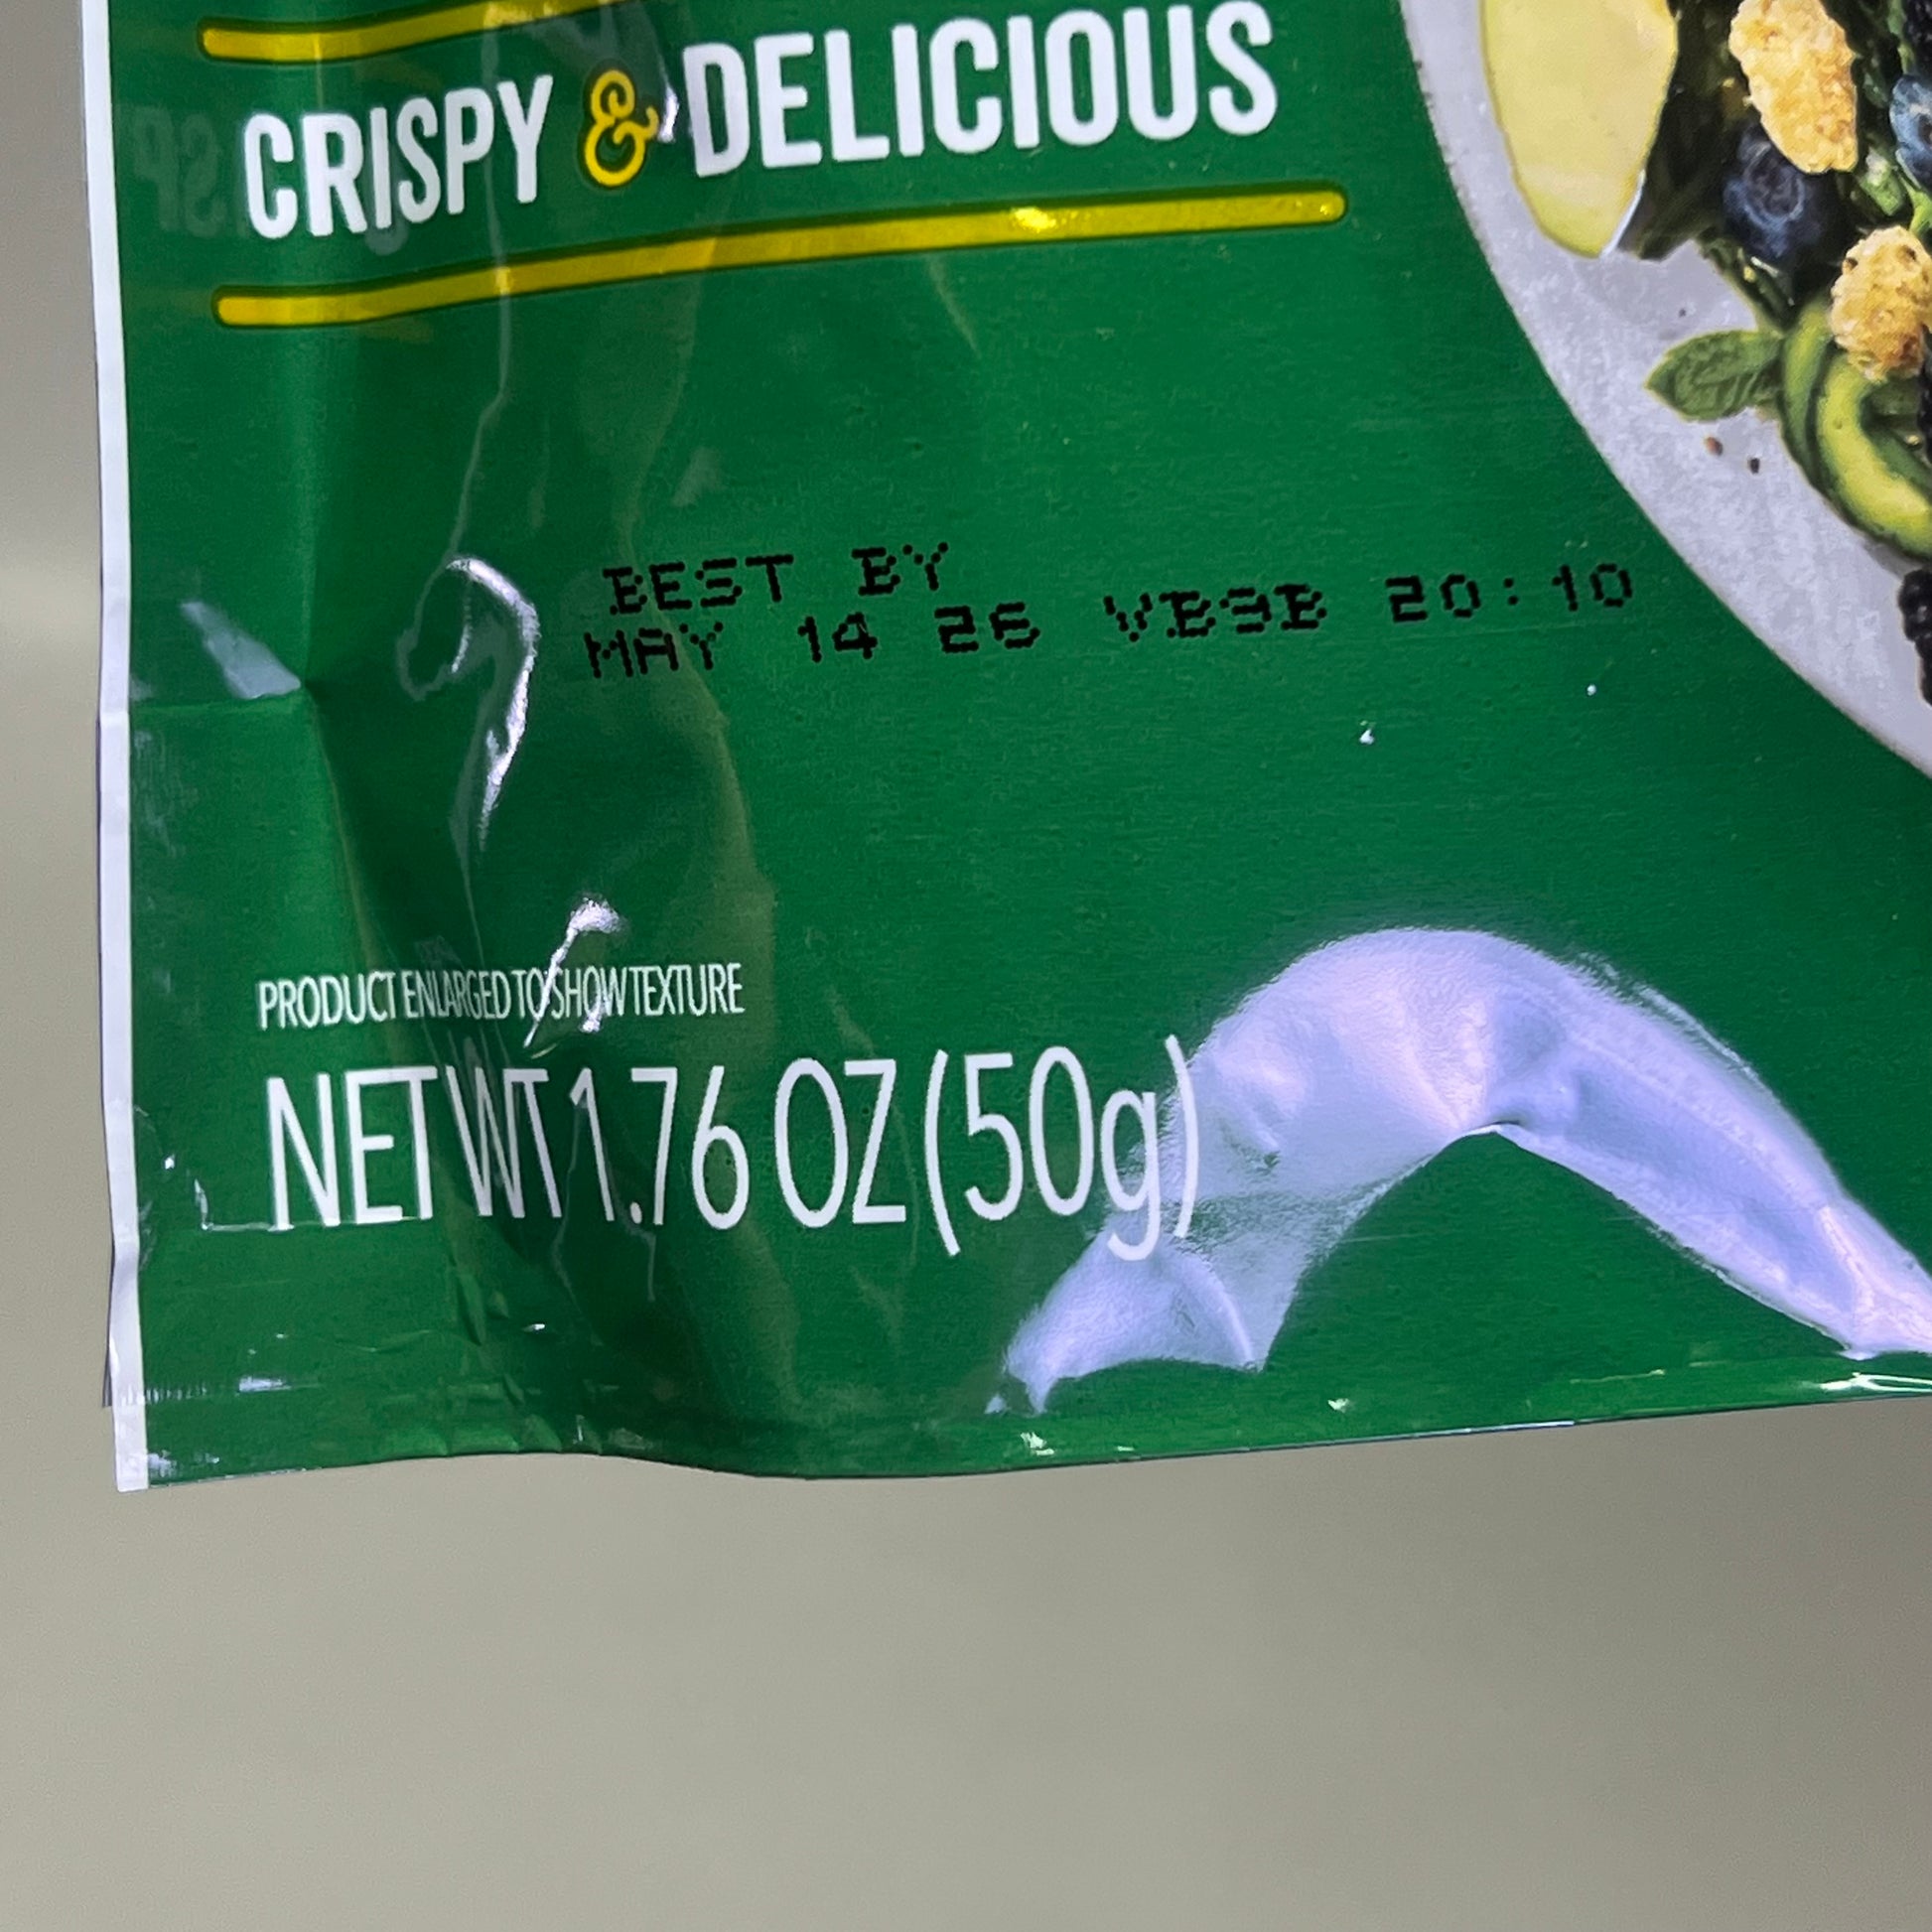 CRISPY & DELICIOUS
BEST BY
MAY 14 26 VB9B 20:10
PRODUCT ENLARGED TO SHOW TEXTURE
NET WT 1.76 OZ (50g)